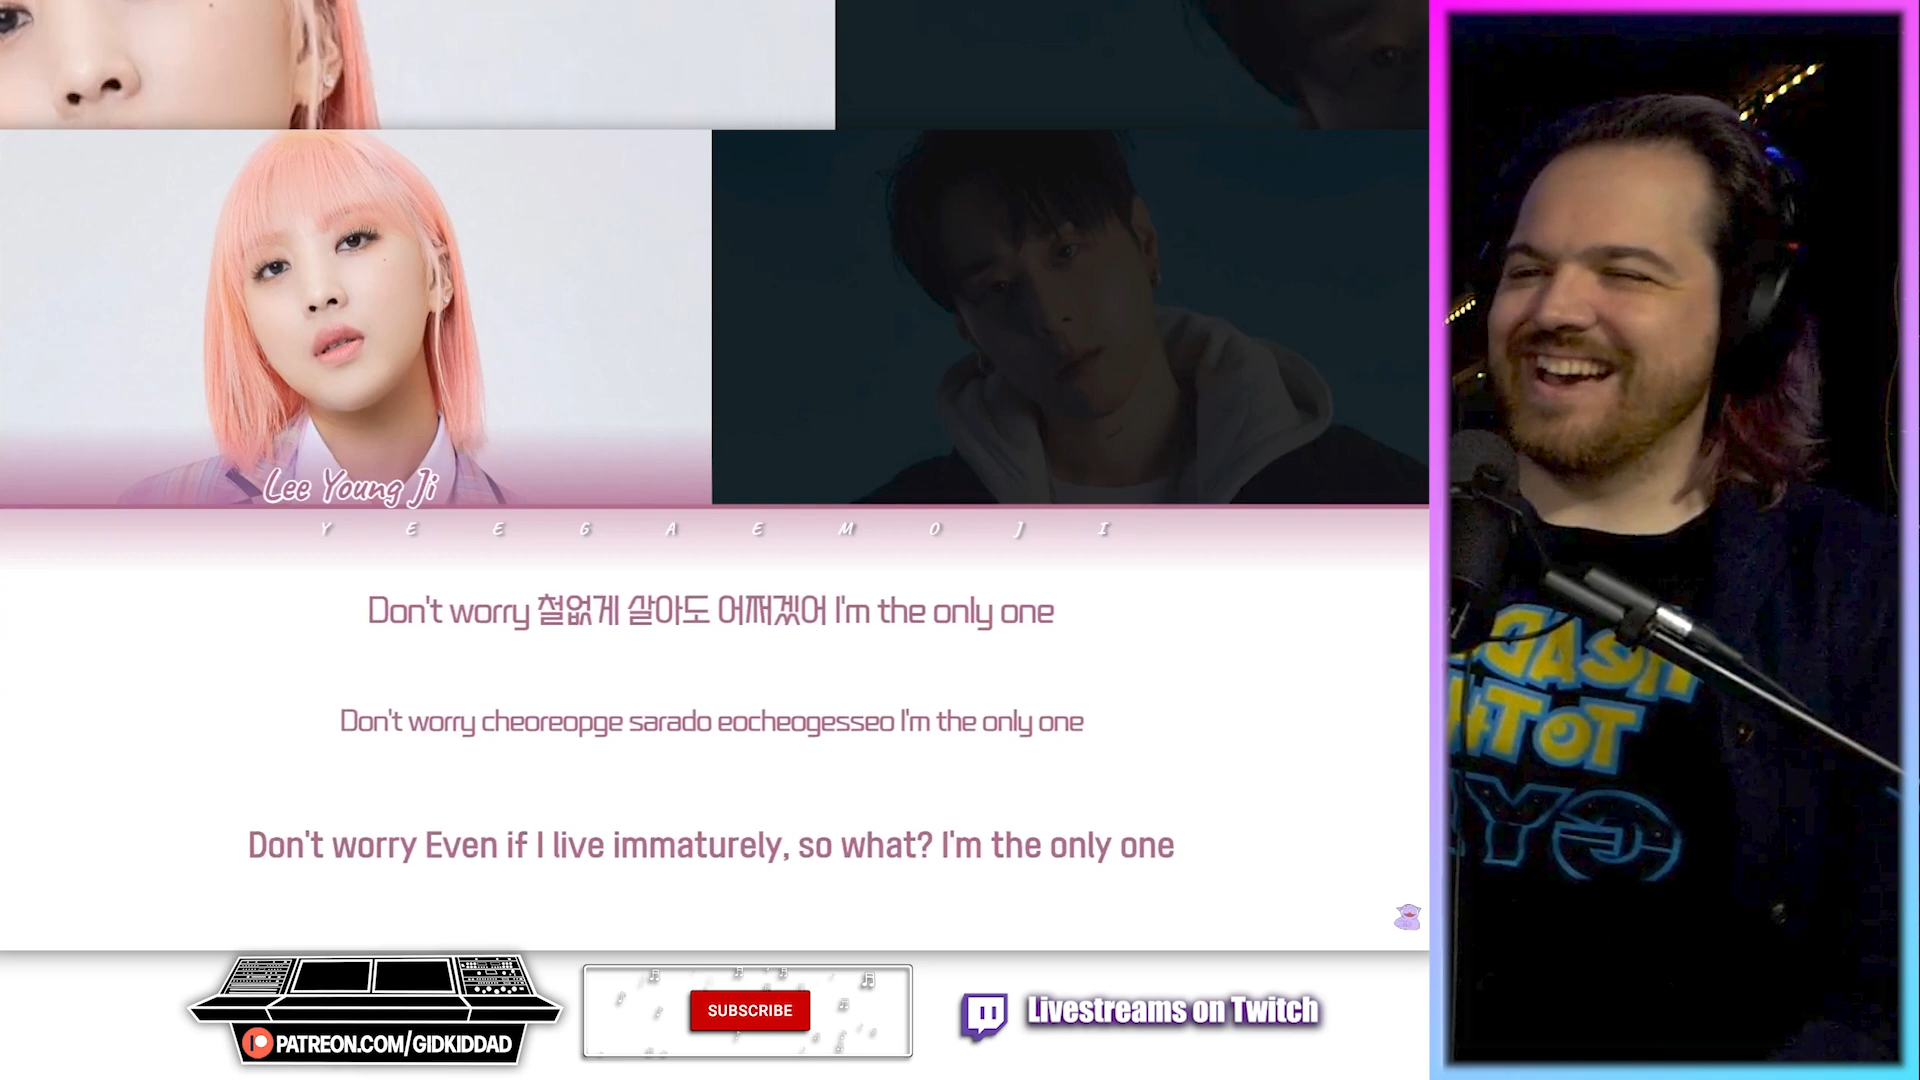 Lee Young Ji
YEEGAEMOJI
Don't worry 철없게 살아도 어쩌겠어 I'm the only one
Don't worry cheoreopge sarado eocheogesseo I'm the only one
Don't worry Even if I live immaturely, so what? I'm the only one
PATREON.COM/GIDKIDDAD
SUBSCRIBE
Livestreams on Twitch